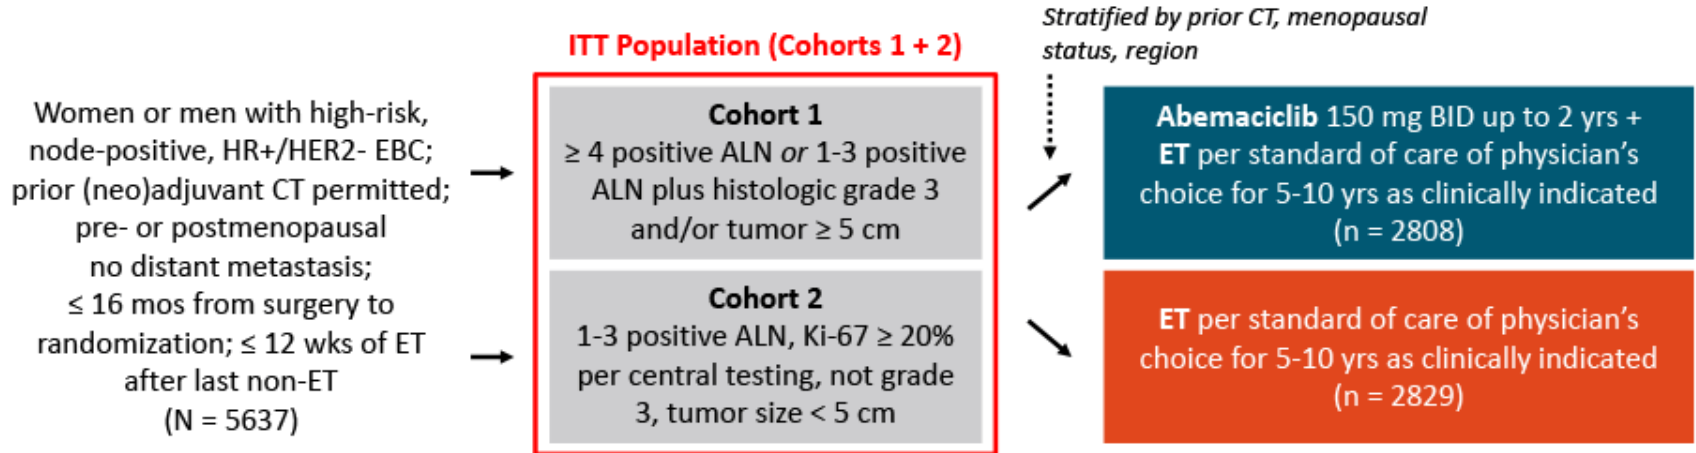 Women or men with high-risk,
node-positive, HR+/HER2- EBC;
prior (neo)adjuvant CT permitted;
pre- or postmenopausal
no distant metastasis;
≤ 16 mos from surgery to
randomization; ≤ 12 wks of ET
after last non-ET
(N = 5637)
ITT Population (Cohorts 1 + 2)
Cohort 1
≥ 4 positive ALN or 1-3 positive
ALN plus histologic grade 3
and/or tumor ≥ 5 cm
Cohort 2
1-3 positive ALN, Ki-67 ≥ 20%
per central testing, not grade
3, tumor size < 5 cm
Stratified by prior CT, menopausal
status, region
Abemaciclib 150 mg BID up to 2 yrs +
ET per standard of care of physician’s
choice for 5-10 yrs as clinically indicated
(n = 2808)
ET per standard of care of physician’s
choice for 5-10 yrs as clinically indicated
(n = 2829)